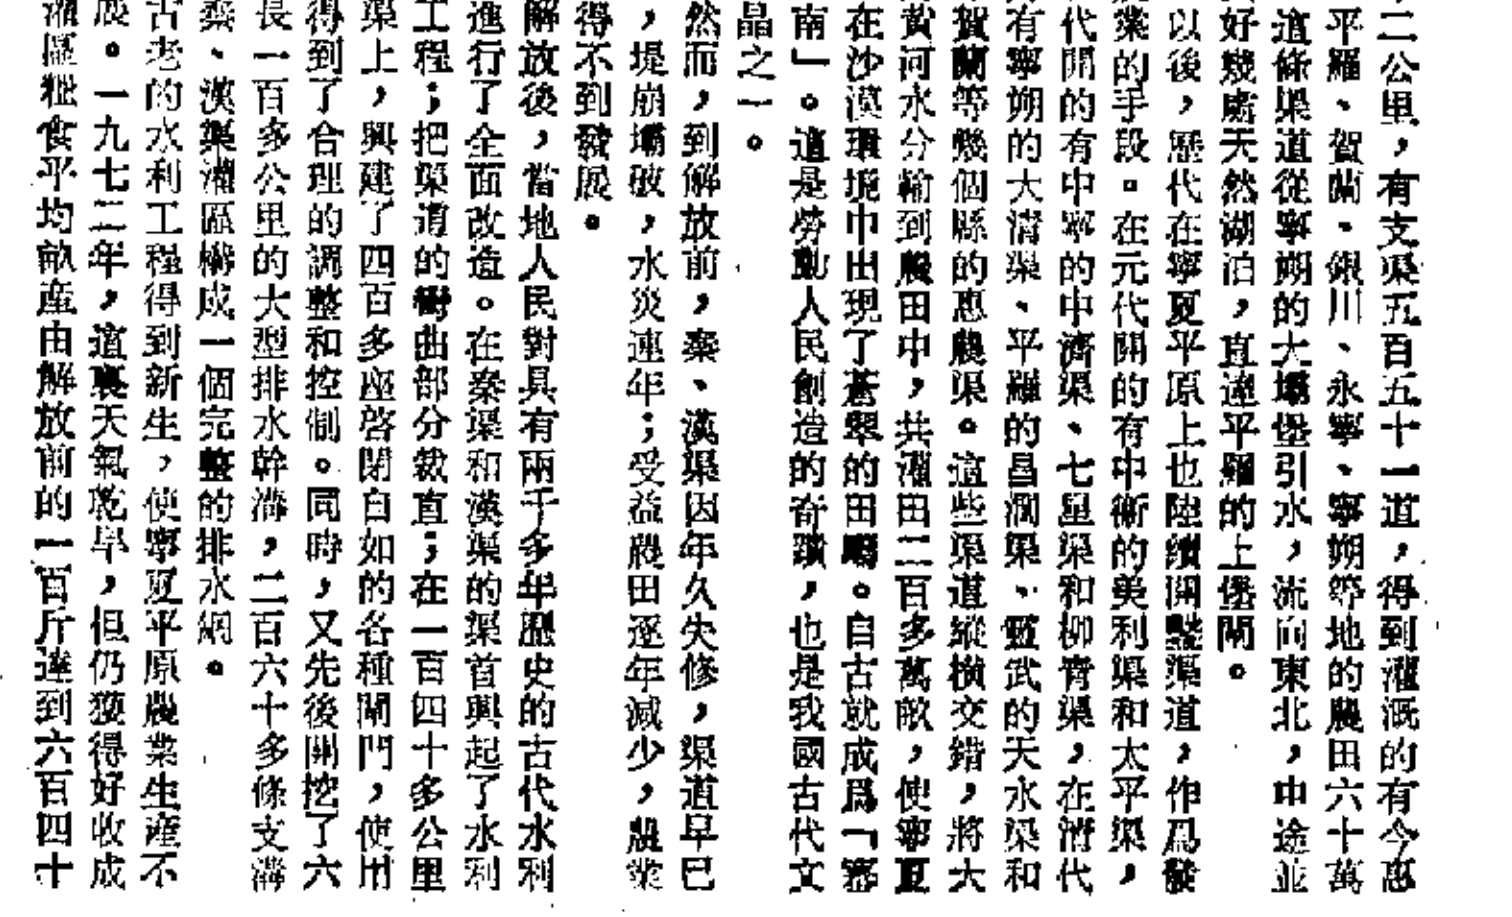 二公里，有支渠五百五十一道，得到灌溉的有今惠
平羅、賀蘭、銀川、永寧、寧朔等地的農田六十萬
這條渠道從寧朔的大壩堡引水，流向東北，中途並
好幾處天然湖泊，直達平羅的上堡閘。
以後，歷代在寧夏平原上也陸續開鑿渠道，作爲發
業的手段。在元代開的有中衛的美利渠和太平渠，
代開的有中寧的中濟渠、七星渠和柳青渠，在清代
有寧朔的大清渠、平羅的昌潤渠、靈武的天水渠和
賀蘭等幾個縣的惠農渠。這些渠道縱橫交錯，將大
黃河水分輸到農田中，共灌田二百多萬畝，使寧夏
在沙漠環境中出現了蒼翠的田疇。自古就成爲「塞
南」。這是勞動人民創造的奇蹟，也是我國古代文
晶之一。
然而，到解放前，秦、漢渠因年久失修，渠道早已
，堤崩壩破，水災連年；受益農田逐年減少，農業
得不到發展。
解放後，當地人民對具有兩千多年歷史的古代水利
進行了全面改造。在秦渠和漢渠的渠首興起了水利
工程；把渠道的彎曲部分裁直；在一百四十多公里
渠上，興建了四百多座啓閉自如的各種閘門，使用
得到了合理的調整和控制。同時，又先後開挖了六
長一百多公里的大型排水幹溝，二百六十多條支溝
秦、漢渠灌區構成一個完整的排水網。
古老的水利工程得到新生，使寧夏平原農業生產不
展。一九七二年，這裏天氣乾旱，但仍獲得好收成
灌區糧食平均畝產由解放前的一百斤達到六百四十